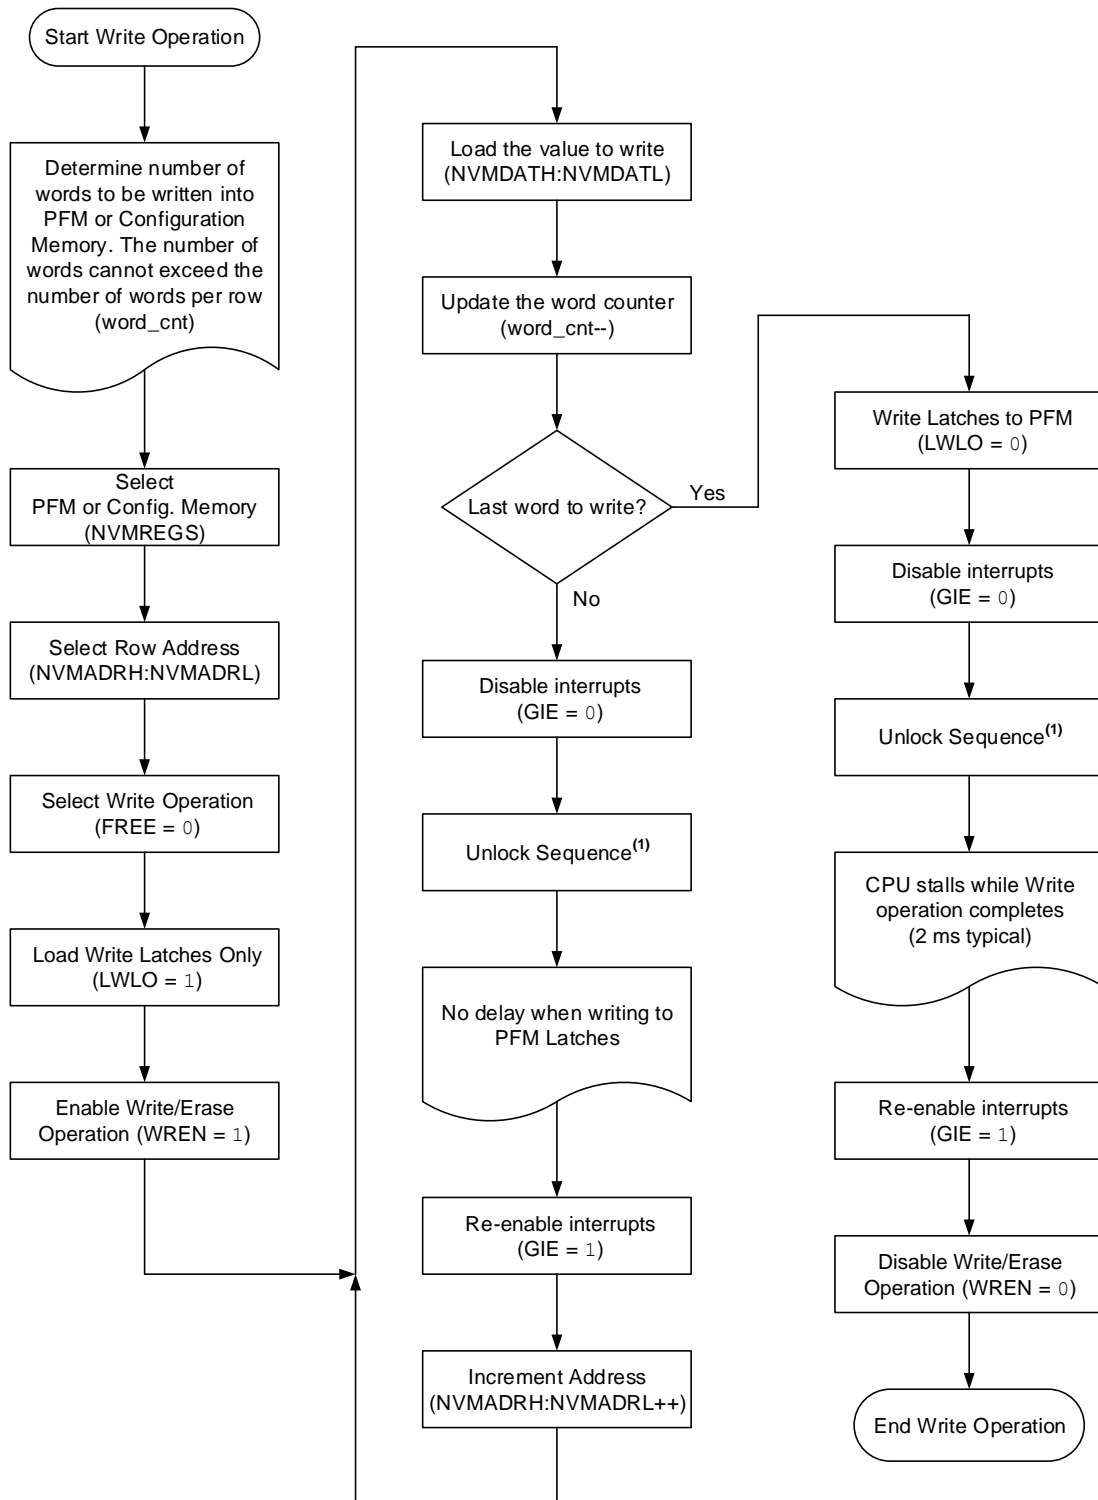 Start Write Operation
Determine number of
words to be written into
PFM or Configuration
Memory. The number of
words cannot exceed the
number of words per row
(word_cnt)
Select
PFM or Config. Memory
(NVMREGS)
Select Row Address
(NVMADRH:NVMADRL)
Select Write Operation
(FREE = 0)
Load Write Latches Only
(LWLO = 1)
Enable Write/Erase
Operation (WREN = 1)
Load the value to write
(NVMDATH:NVMDATL)
Update the word counter
(word_cnt--)
Last word to write?
Yes
No
Disable interrupts
(GIE = 0)
Unlock Sequence(1)
No delay when writing to
PFM Latches
Re-enable interrupts
(GIE = 1)
Increment Address
(NVMADRH:NVMADRL++)
Write Latches to PFM
(LWLO = 0)
Disable interrupts
(GIE = 0)
Unlock Sequence(1)
CPU stalls while Write
operation completes
(2 ms typical)
Re-enable interrupts
(GIE = 1)
Disable Write/Erase
Operation (WREN = 0)
End Write Operation